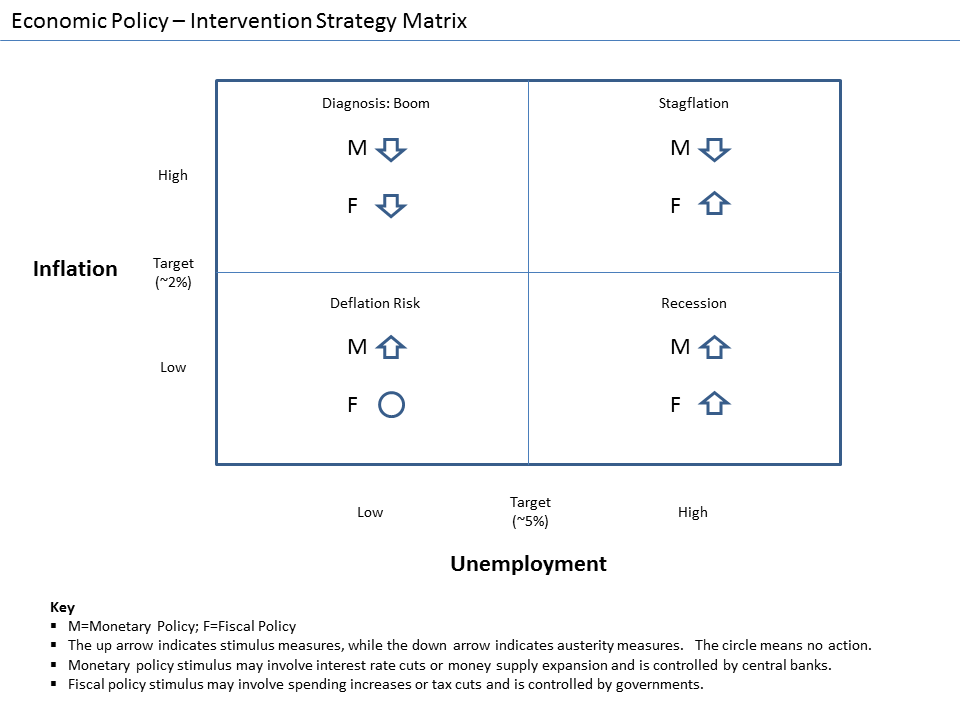 Economic Policy – Intervention Strategy Matrix
Diagnosis: Boom
Stagflation
M
M
High
F
F
Inflation
Target
(~2%)
Deflation Risk
Recession
M
M
Low
F
F
Low
Target
(~5%)
High
Unemployment
Key
▪ M=Monetary Policy; F=Fiscal Policy
▪ The up arrow indicates stimulus measures, while the down arrow indicates austerity measures. The circle means no action.
▪ Monetary policy stimulus may involve interest rate cuts or money supply expansion and is controlled by central banks.
▪ Fiscal policy stimulus may involve spending increases or tax cuts and is controlled by governments.